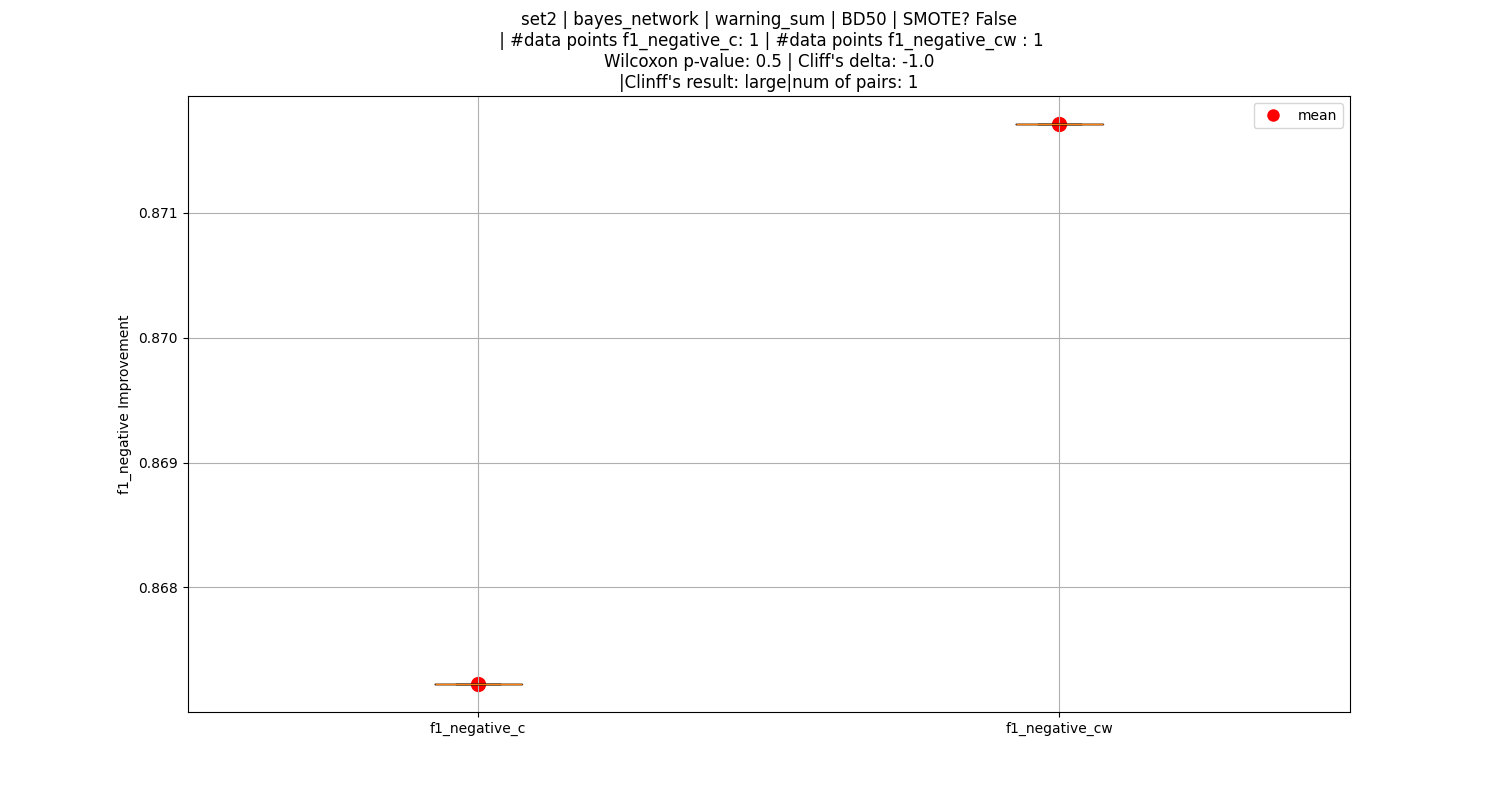 set2 | bayes_network | warning_sum | BD50 | SMOTE? False
| #data points f1_negative_c: 1 | #data points f1_negative_cw : 1
Wilcoxon p-value: 0.5 | Cliff's delta: -1.0
|Clinff's result: large|num of pairs: 1
mean
0.871
0.870
0.869
0.868
f1_negative Improvement
f1_negative_c
f1_negative_cw